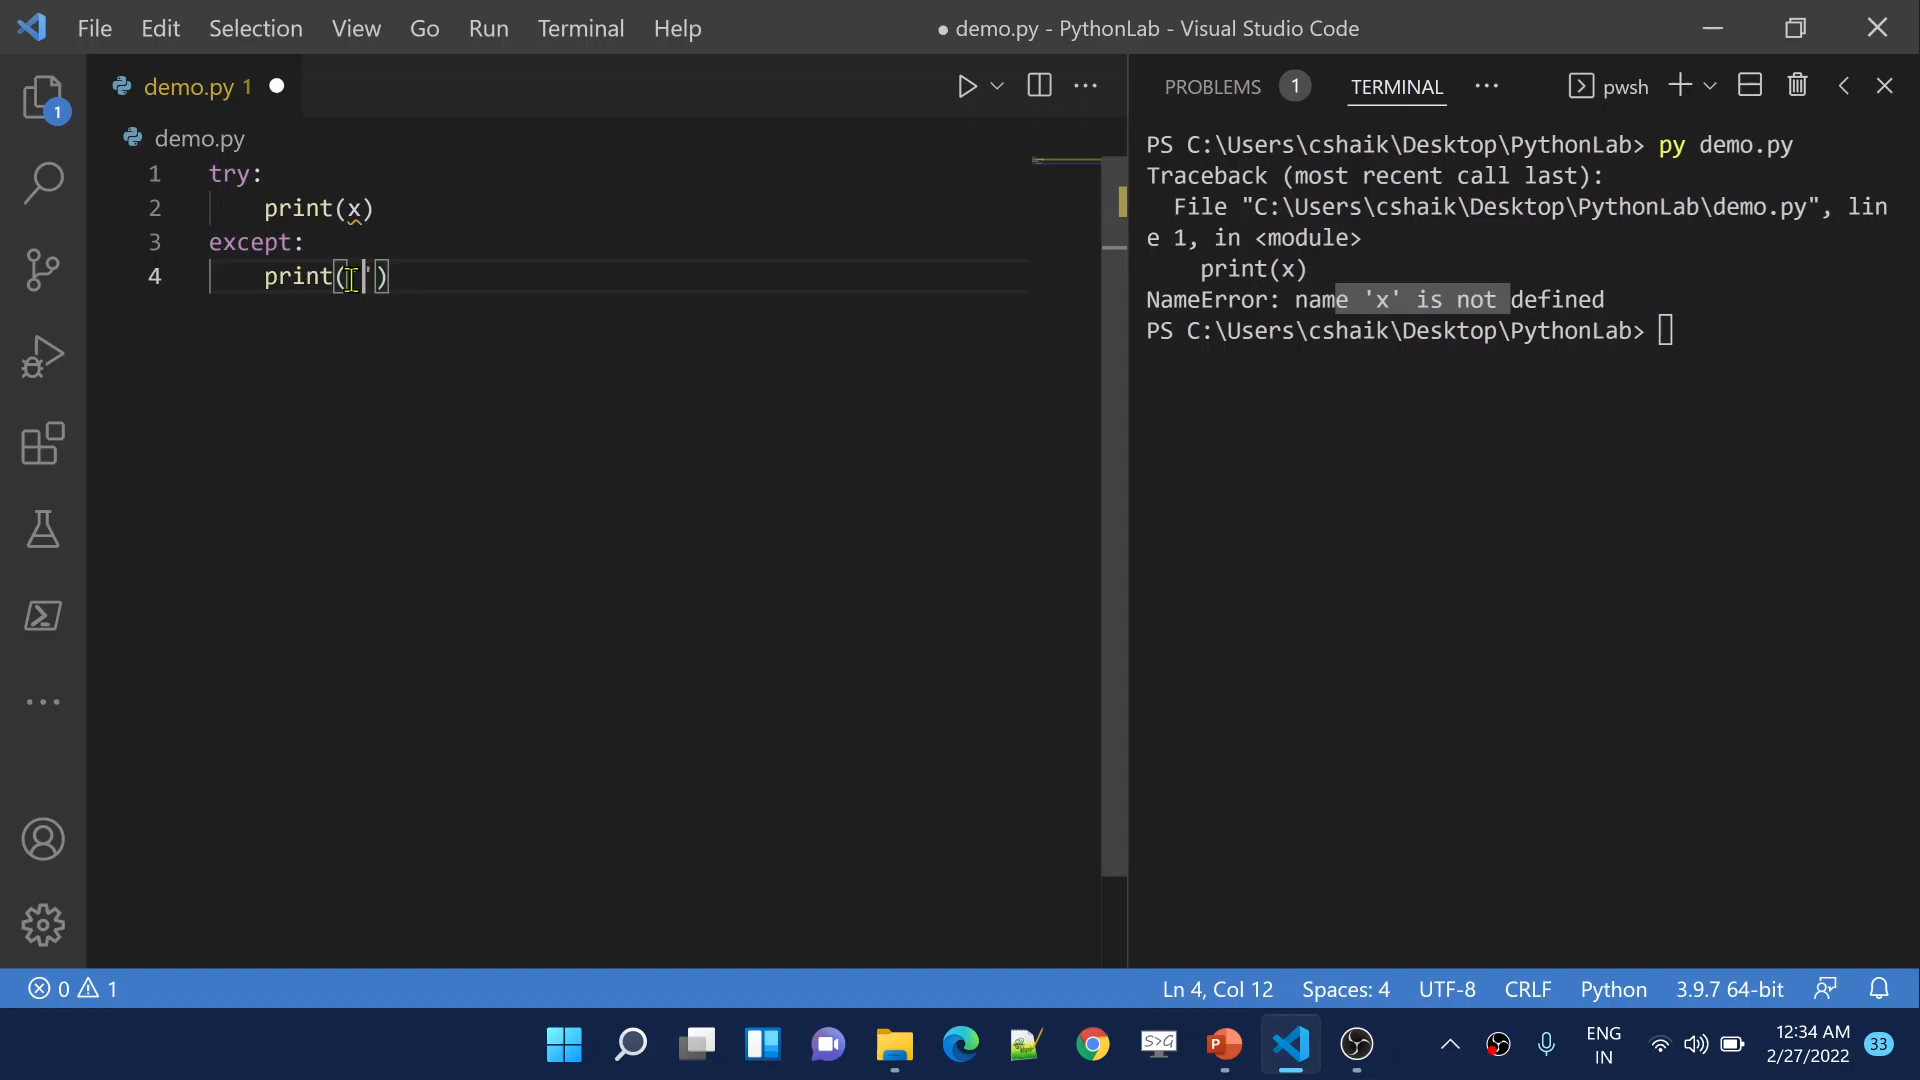 File Edit Selection View Go Run Terminal Help
● demo.py - PythonLab - Visual Studio Code
demo.py 1
PROBLEMS 1 TERMINAL ... pwsh
demo.py
1 try:
2 print(x)
3 except:
4 print('')
PS C:\Users\cshaik\Desktop\PythonLab> py demo.py
Traceback (most recent call last):
File "C:\Users\cshaik\Desktop\PythonLab\demo.py", lin
e 1, in <module>
print(x)
NameError: name 'x' is not defined
PS C:\Users\cshaik\Desktop\PythonLab>
1
0 1
Ln 4, Col 12 Spaces: 4 UTF-8 CRLF Python 3.9.7 64-bit
S>G
P
ENG
IN
12:34 AM
2/27/2022
33